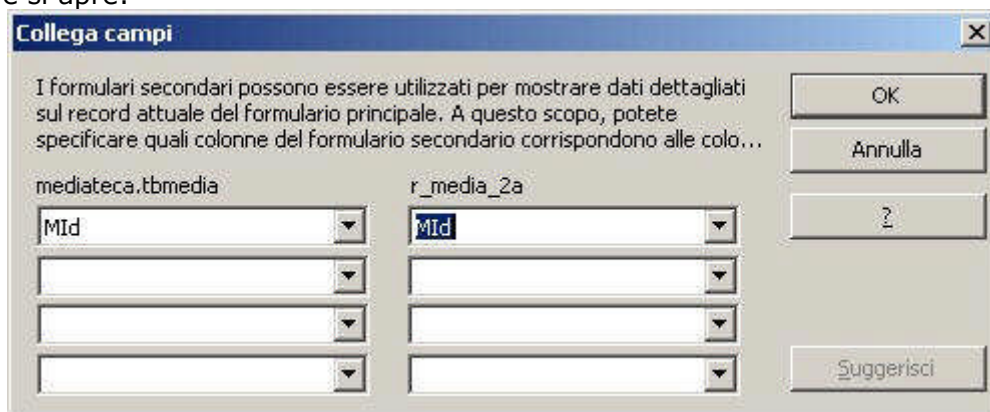 e si apre:
Collega campi
I formulari secondari possono essere utilizzati per mostrare dati dettagliati
sul record attuale del formulario principale. A questo scopo, potete
specificare quali colonne del formulario secondario corrispondono alle colo...
OK
Annulla
?
mediateca.tbmedia r_media_2a
MId MId
Suggerisci